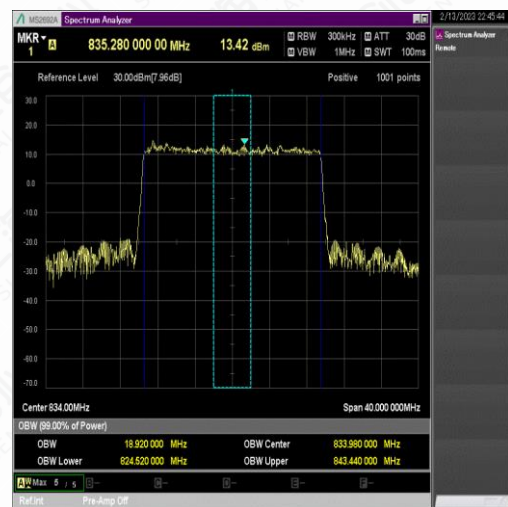 MS2692A Spectrum Analyzer
2/13/2023 22:45:44
MKR 1 A 835.280 000 00 MHz 13.42 dBm
RBW 300kHz ATT 30dB
VBW 1MHz SWT 100ms
Spectrum Analyzer
Remote
Reference Level 30.00dBm[7.96dB] Positive 1001 points
30.0
20.0
10.0
0.0
-10.0
-20.0
-30.0
-40.0
-50.0
-60.0
-70.0
Center 834.00MHz Span 40.000 000MHz
OBW (99.00% of Power)
OBW 18.920 000 MHz OBW Center 833.980 000 MHz
OBW Lower 824.520 000 MHz OBW Upper 843.440 000 MHz
A W Max 5 / 5
Ref.Int Pre-Amp Off